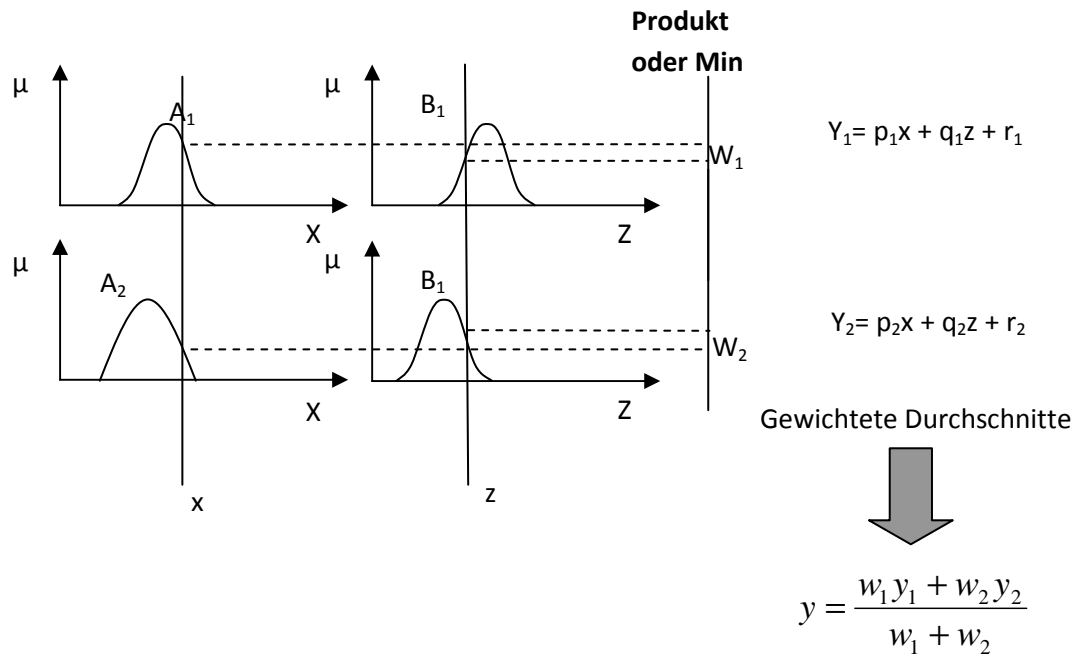 Produkt
oder Min
µ
A₁
µ
B₁
W₁
Y₁= p₁x + q₁z + r₁
X
Z
µ
A₂
µ
B₁
W₂
Y₂= p₂x + q₂z + r₂
X
Z
Gewichtete Durchschnitte
x
z
y = (w₁y₁ + w₂y₂) / (w₁ + w₂)